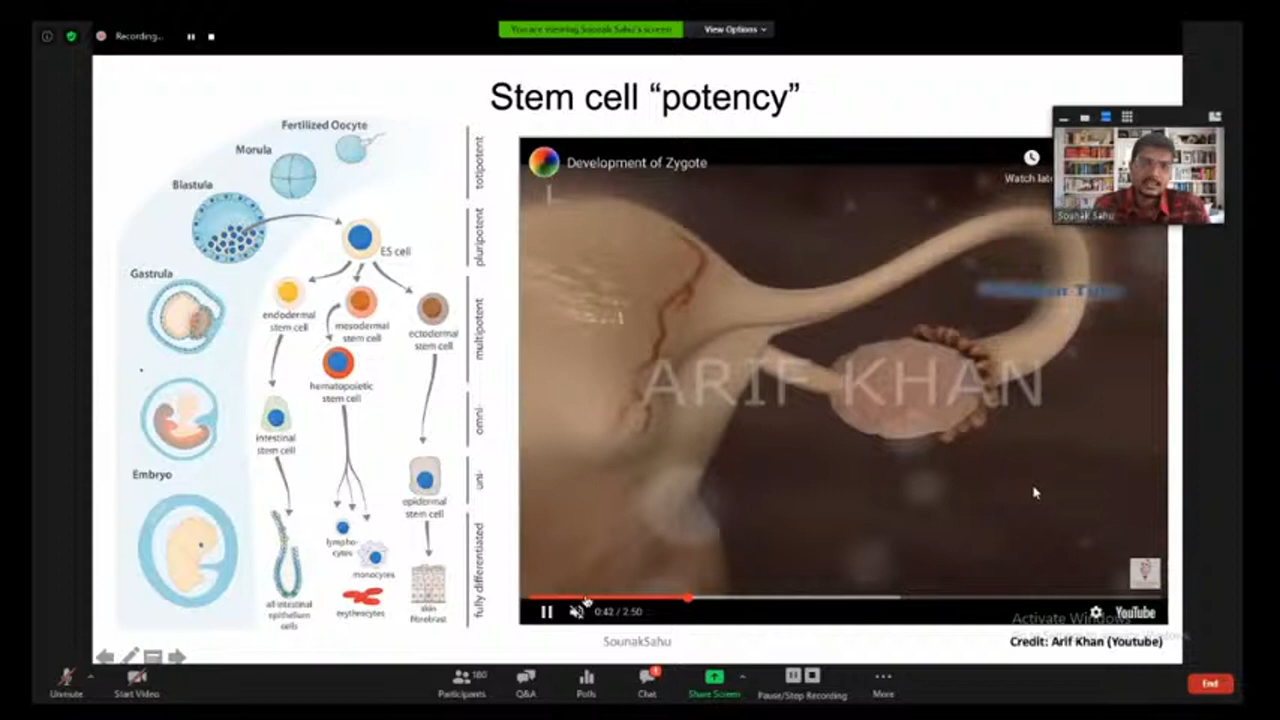 Recording...
You are viewing Sounak Sahu's screen
View Options
Stem cell “potency”
Fertilized Oocyte
Morula
Blastula
ES cell
Gastrula
endodermal
stem cell
mesodermal
stem cell
ectodermal
stem cell
hematopoietic
stem cell
intestinal
stem cell
Embryo
epidermal
stem cell
lympho-
cytes
monocytes
erythrocytes
all intestinal
epithelium
cells
skin
fibroblast
totipotent
pluripotent
multipotent
omni-
uni-
fully differentiated
Development of Zygote
Watch late
Sounak Sahu
ARIF KHAN
0:42 / 2:50
YouTube
Activate Windows
SounakSahu
Credit: Arif Khan (Youtube)
Unmute
Start Video
Participants
180
Q&A
Polls
Chat
1
Share Screen
Pause/Stop Recording
More
End